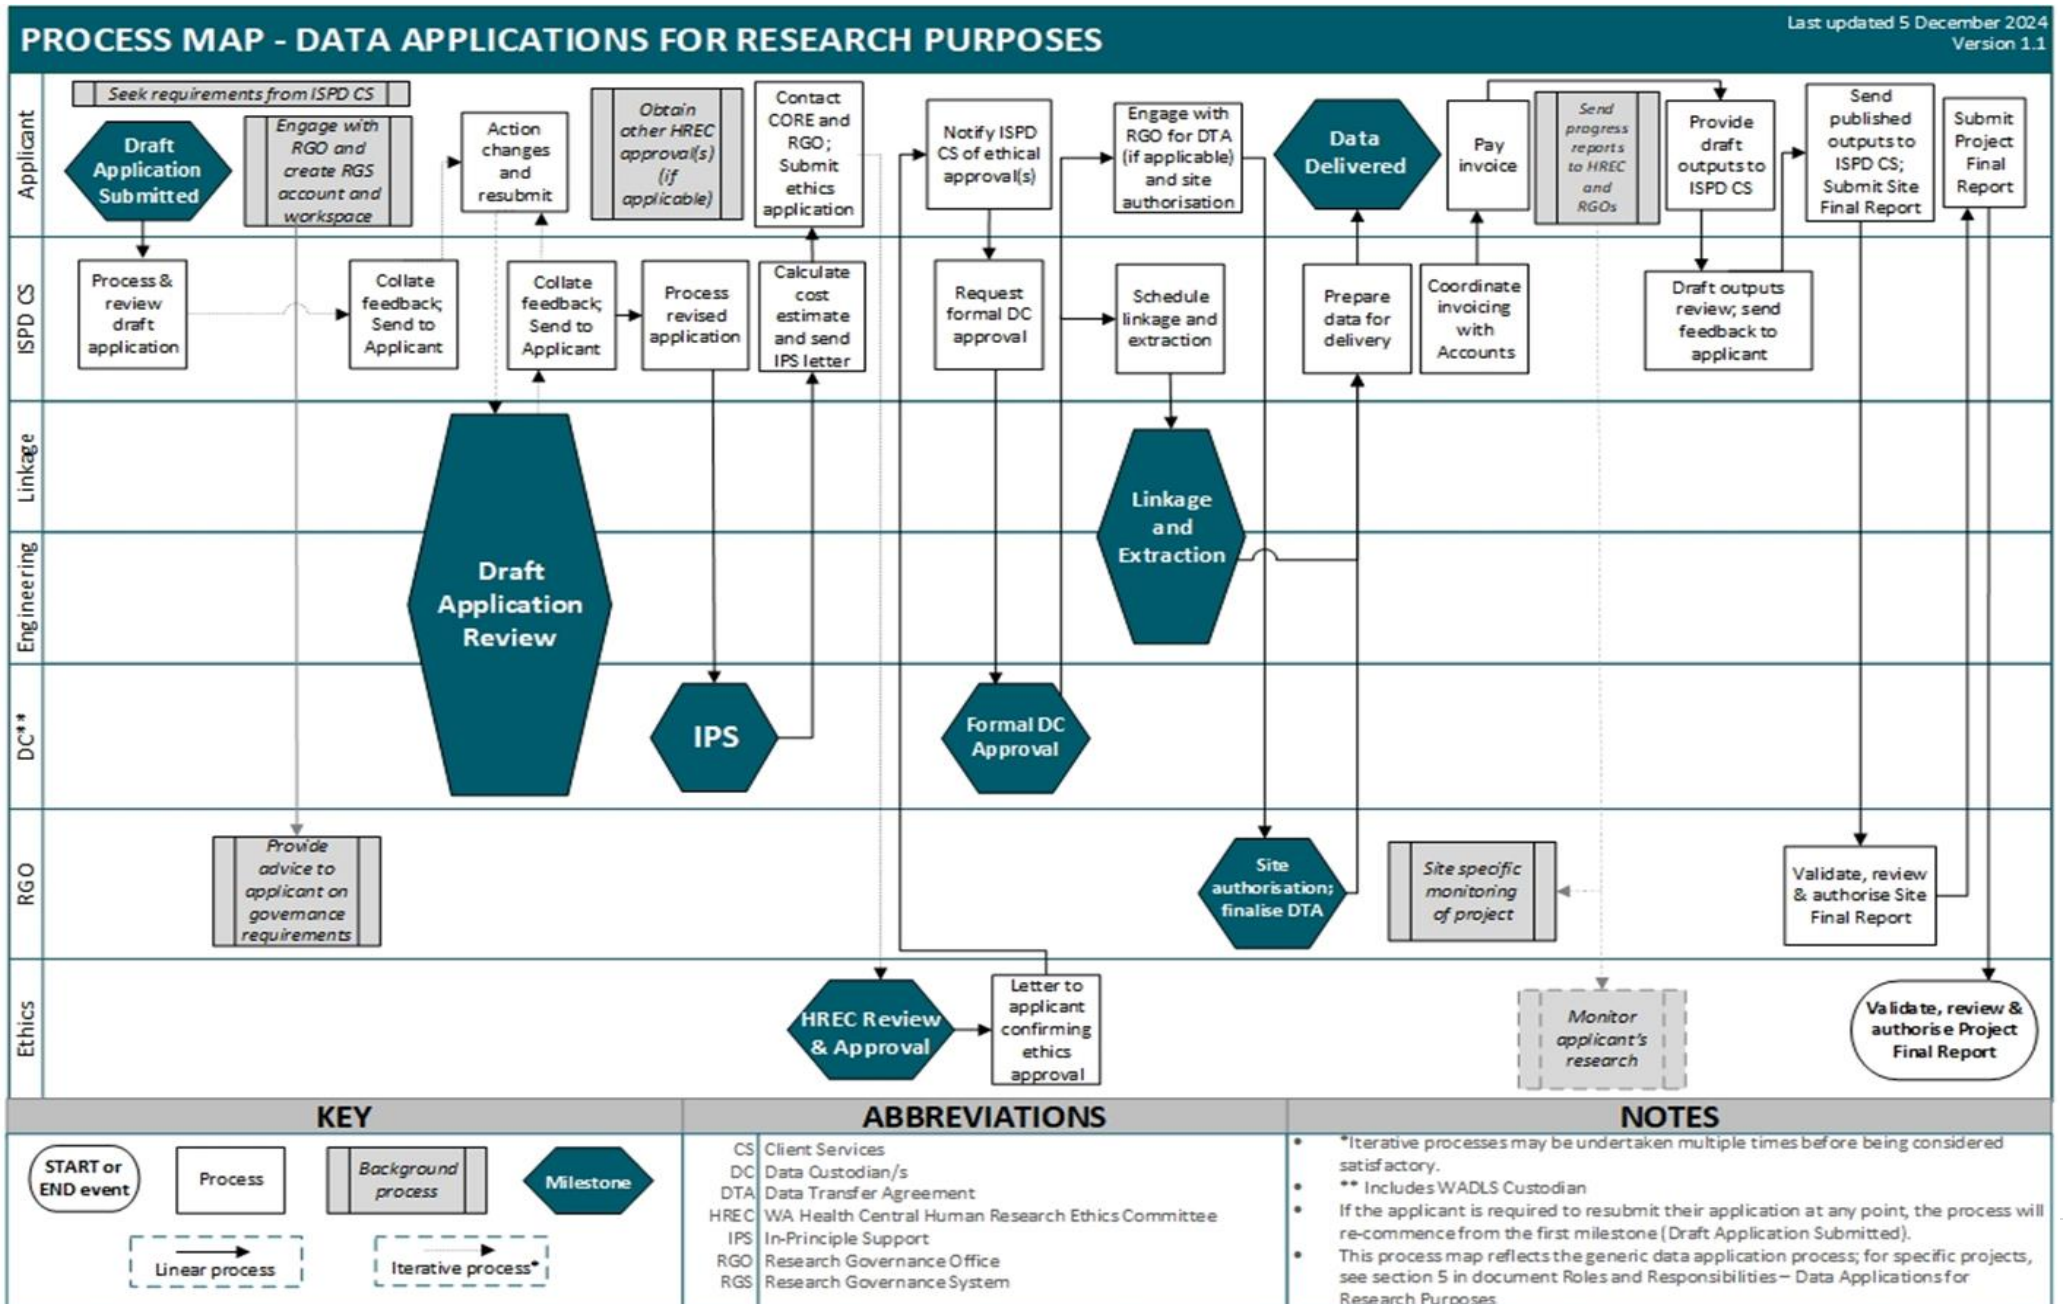 PROCESS MAP - DATA APPLICATIONS FOR RESEARCH PURPOSES
Last updated 5 December 2024
Version 1.1
Applicant
Seek requirements from ISPD CS
Draft
Application
Submitted
Engage with
RGO and
create RGS
account and
workspace
Action
changes
and
resubmit
Obtain
other HREC
approval(s)
(if
applicable)
Contact
CORE and
RGO;
Submit
ethics
application
Notify ISPD
CS of ethical
approval(s)
Engage with
RGO for DTA
(if applicable)
and site
authorisation
Data
Delivered
Pay
invoice
Send
progress
reports
to HREC
and
RGOs
Provide
draft
outputs to
ISPD CS
Send
published
outputs to
ISPD CS;
Submit Site
Final Report
Submit
Project
Final
Report
ISPD CS
Process &
review
draft
application
Collate
feedback;
Send to
Applicant
Collate
feedback;
Send to
Applicant
Process
revised
application
Calculate
cost
estimate
and send
IPS letter
Request
formal DC
approval
Schedule
linkage and
extraction
Prepare
data for
delivery
Coordinate
invoicing
with
Accounts
Draft outputs
review; send
feedback to
applicant
Linkage
Engineering
Draft
Application
Review
Linkage
and
Extraction
DC**
IPS
Formal DC
Approval
RGO
Provide
advice to
applicant on
governance
requirements
Site
authorisation;
finalise DTA
Site specific
monitoring
of project
Validate, review
& authorise Site
Final Report
Ethics
HREC Review
& Approval
Letter to
applicant
confirming
ethics
approval
Monitor
applicant's
research
Validate, review &
authorise Project
Final Report
KEY
START or
END event
Process
Background
process
Milestone
Linear process
Iterative process*
ABBREVIATIONS
CS Client Services
DC Data Custodian/s
DTA Data Transfer Agreement
HREC WA Health Central Human Research Ethics Committee
IPS In-Principle Support
RGO Research Governance Office
RGS Research Governance System
NOTES
• *Iterative processes may be undertaken multiple times before being considered
satisfactory.
• ** Includes WADLS Custodian
• If the applicant is required to resubmit their application at any point, the process will
re-commence from the first milestone (Draft Application Submitted).
• This process map reflects the generic data application process; for specific projects,
see section 5 in document Roles and Responsibilities – Data Applications for
Research Purposes.